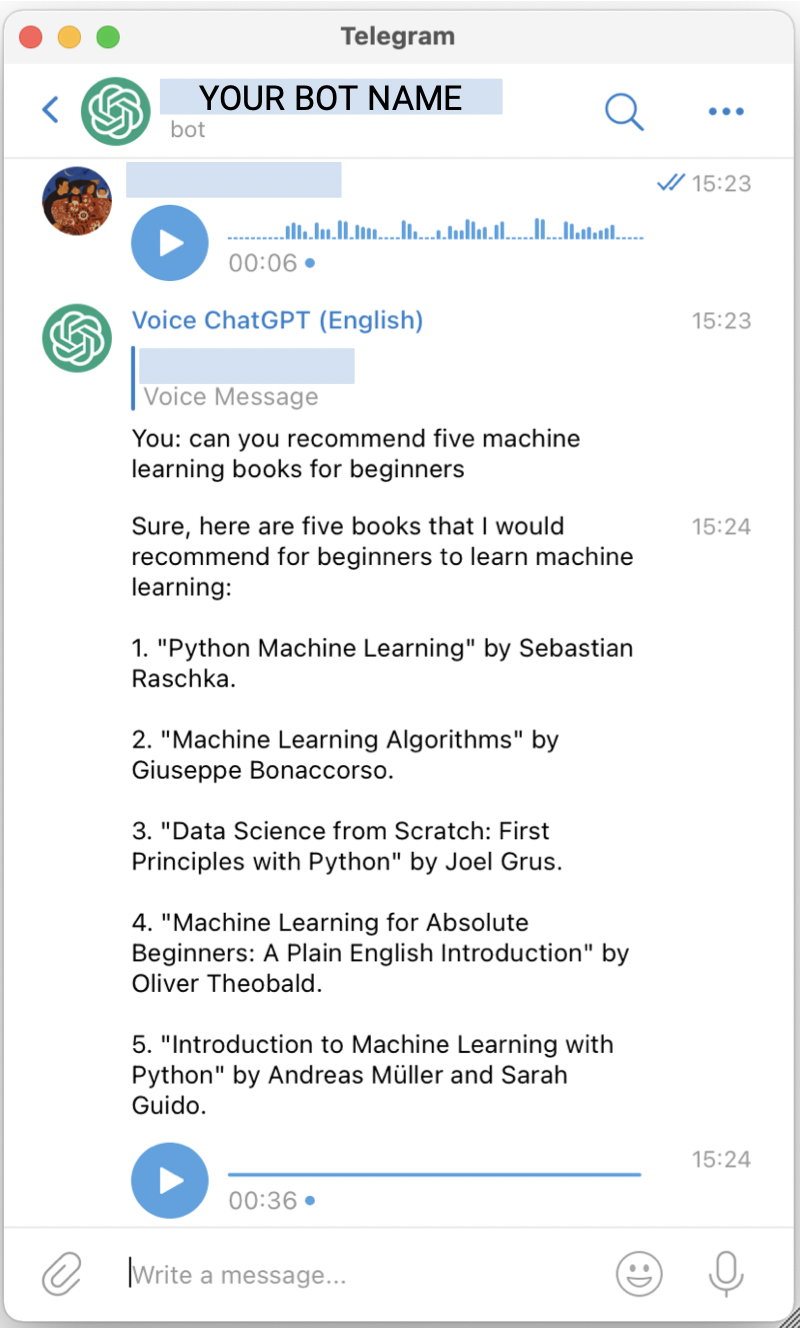 Telegram
YOUR BOT NAME
bot
15:23
00:06
Voice ChatGPT (English)
15:23
Voice Message
You: can you recommend five machine
learning books for beginners
Sure, here are five books that I would
15:24
recommend for beginners to learn machine
learning:
1. "Python Machine Learning" by Sebastian
Raschka.
2. "Machine Learning Algorithms" by
Giuseppe Bonaccorso.
3. "Data Science from Scratch: First
Principles with Python" by Joel Grus.
4. "Machine Learning for Absolute
Beginners: A Plain English Introduction" by
Oliver Theobald.
5. "Introduction to Machine Learning with
Python" by Andreas Müller and Sarah
Guido.
15:24
00:36
Write a message...